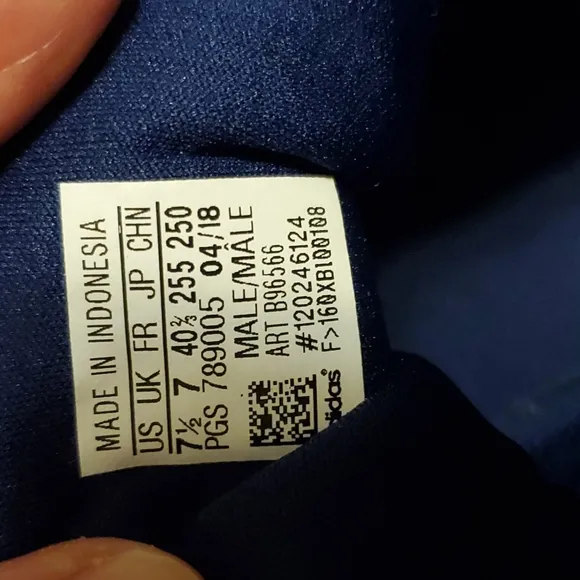 MADE IN INDONESIA
US UK FR JP CHN
7½ 7 40⅔ 255 250
PGS 789005 04/18
MALE/MÂLE
ART B96566
#120246124
F>160XBL00108
adidas